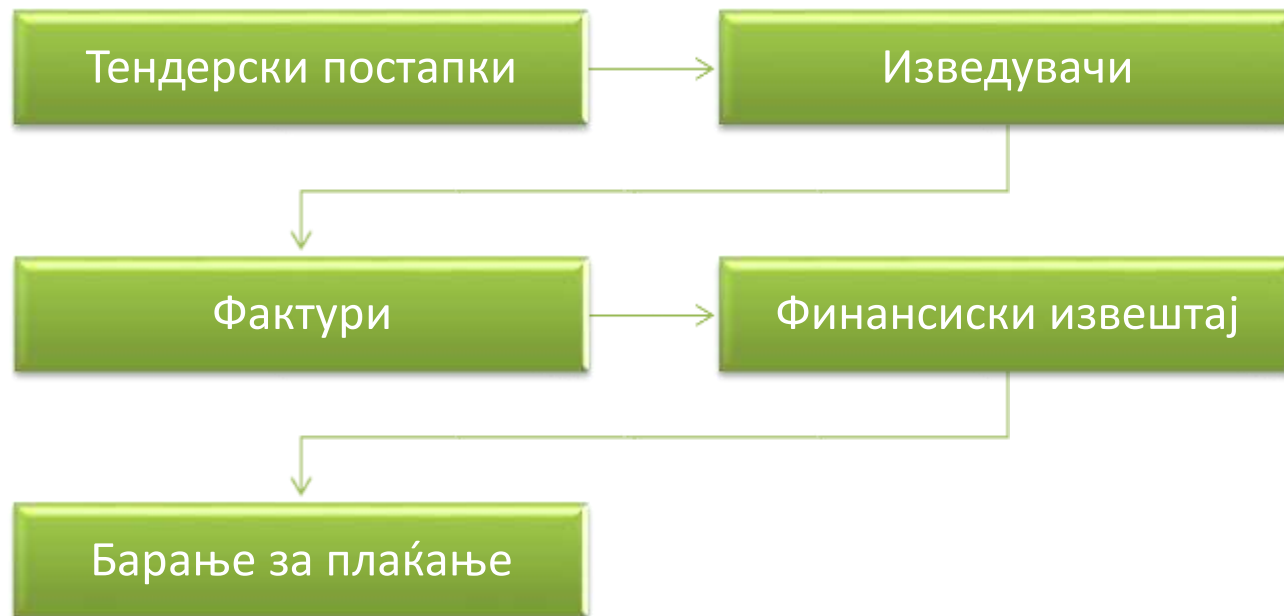 Тендерски постапки
Изведувачи
Фактури
Финансиски извештај
Барање за плаќање